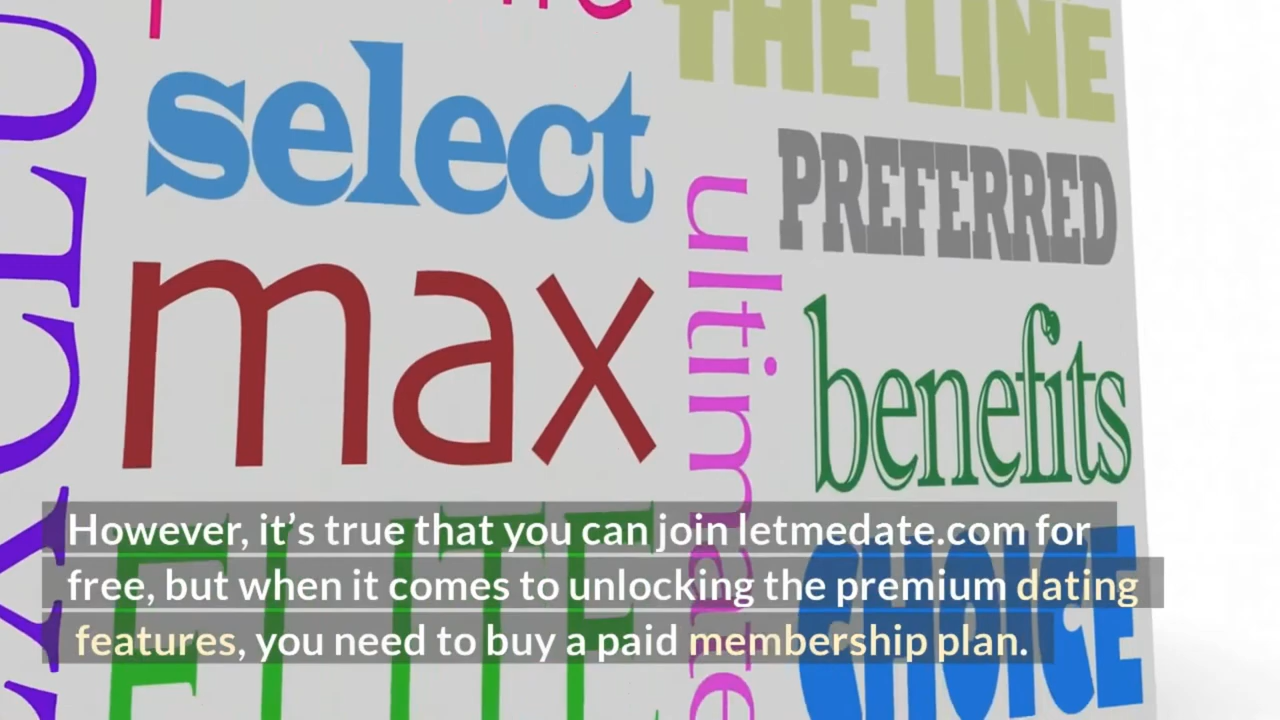 THE LINE
select
PREFERRED
ultimate
max
benefits
ELITE
CHOICE
However, it’s true that you can join letmedate.com for
free, but when it comes to unlocking the premium dating
features, you need to buy a paid membership plan.